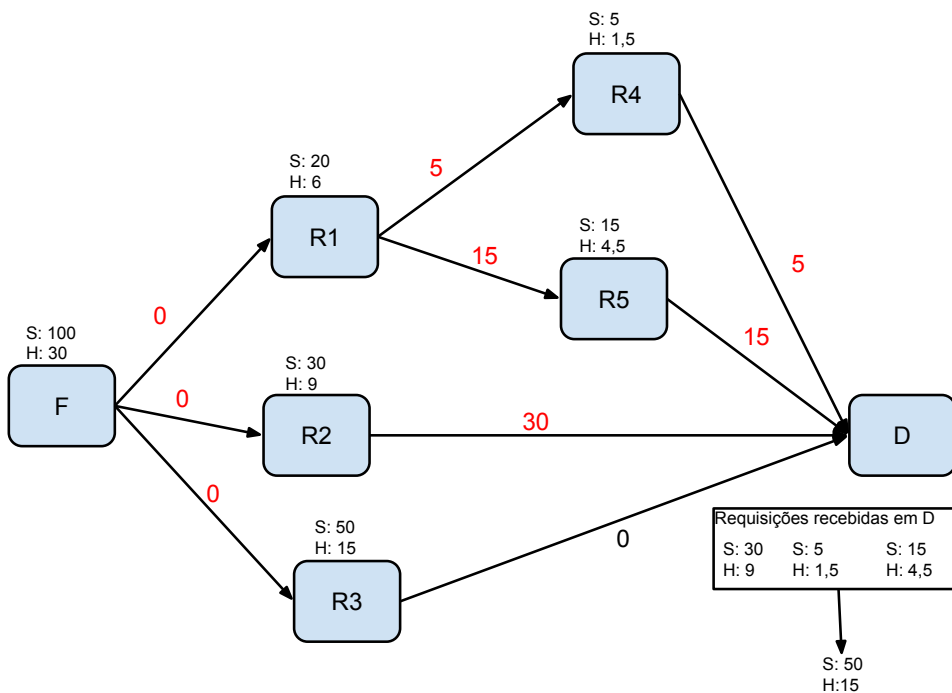 S: 5
H: 1,5
R4
S: 20
H: 6
5
R1
S: 15
H: 4,5
15
R5
5
0
15
S: 100
H: 30
F
S: 30
H: 9
0
R2
30
D
0
S: 50
H: 15
R3
0
Requisições recebidas em D
S: 30 S: 5 S: 15
H: 9 H: 1,5 H: 4,5
S: 50
H:15